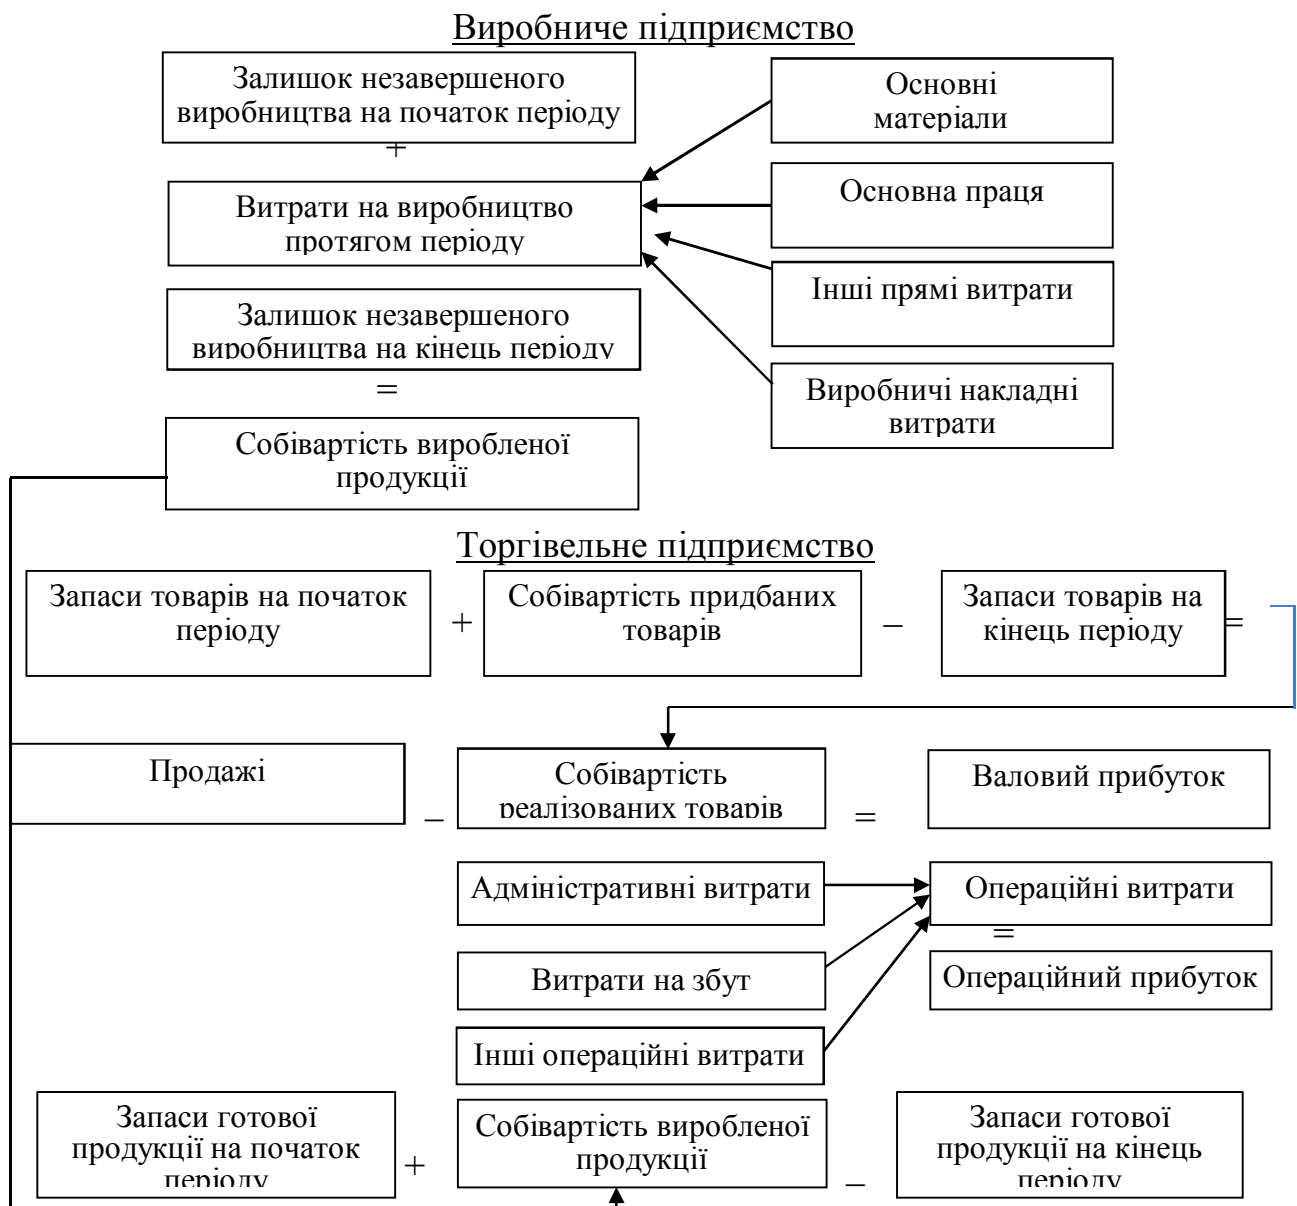 Виробниче підприємство
Залишок незавершеного
виробництва на початок періоду
+
Основні
матеріали
Витрати на виробництво
протягом періоду
Основна праця
Інші прямі витрати
Залишок незавершеного
виробництва на кінець періоду
=
Виробничі накладні
витрати
Собівартість виробленої
продукції
Торгівельне підприємство
Запаси товарів на початок
періоду
+
Собівартість придбаних
товарів
–
Запаси товарів на
кінець періоду
=
Продажі
–
Собівартість
реалізованих товарів
=
Валовий прибуток
Адміністративні витрати
Операційні витрати
=
Витрати на збут
Операційний прибуток
Інші операційні витрати
Запаси готової
продукції на початок
періоду
+
Собівартість виробленої
продукції
–
Запаси готової
продукції на кінець
періоду